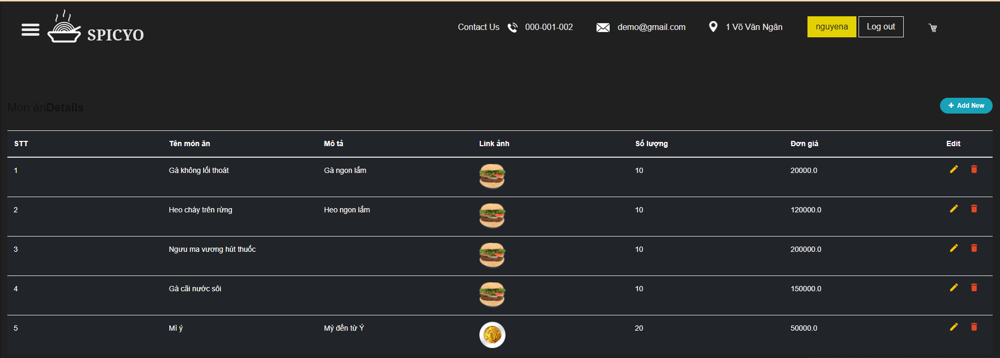 SPICYO Contact Us 000-001-002 demo@gmail.com 1 Võ Văn Ngân nguyena Log out
Món ănDetails + Add New
STT Tên món ăn Mô tả Link ảnh Số lượng Đơn giá Edit
1 Gà không lối thoát Gà ngon lắm 10 20000.0
2 Heo cháy trên rừng Heo ngon lắm 10 120000.0
3 Ngưu ma vương hút thuốc 10 200000.0
4 Gà cãi nước sôi 10 150000.0
5 Mì ý Mỳ đến từ Ý 20 50000.0